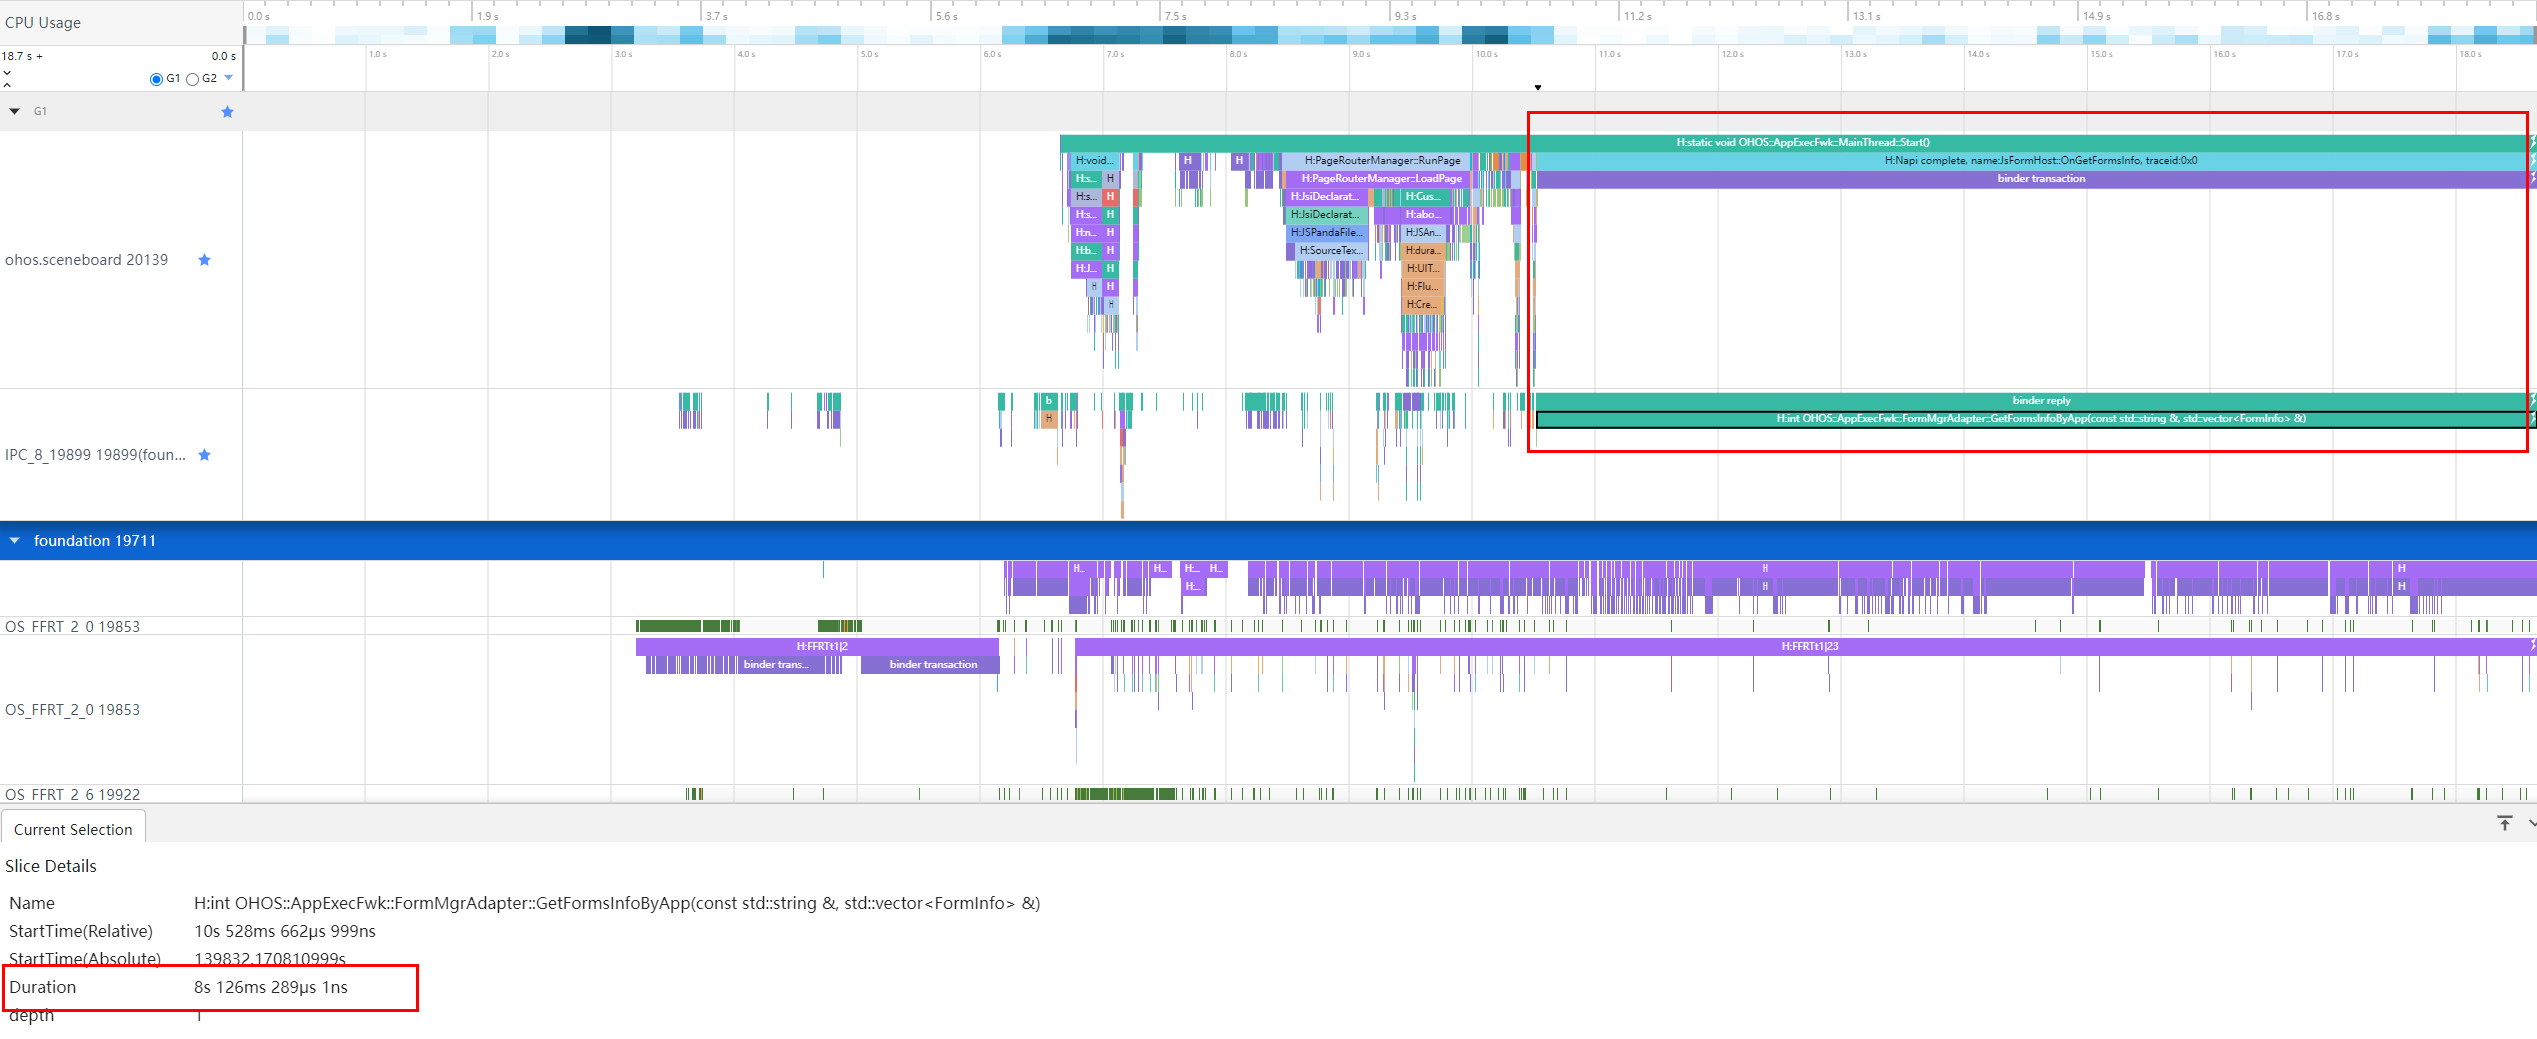 CPU Usage
0.0 s 1.9 s 3.7 s 5.6 s 7.5 s 9.3 s 11.2 s 13.1 s 14.9 s 16.8 s
18.7 s + 0.0 s
1.0 s 2.0 s 3.0 s 4.0 s 5.0 s 6.0 s 7.0 s 8.0 s 9.0 s 10.0 s 11.0 s 12.0 s 13.0 s 14.0 s 15.0 s 16.0 s 17.0 s 18.0 s
G1 G2
G1
H:static void OHOS::AppExecFwk::MainThread::Start()
H:void... H H H:PageRouterManager::RunPage H:Napi complete, name:JsFormHost::OnGetFormsInfo, traceid:0x0
H:s... H H:PageRouterManager::LoadPage binder transaction
H:s... H H:JsiDeclarat... H:Cus...
H:s... H H:JsiDeclarat... H:abo...
H:n... H H:JSPandaFile... H:JSAn...
H:b... H H:SourceTex... H:dura...
ohos.sceneboard 20139
H:J... H H:UIT...
H H H:Flu...
H H:Cre...
b binder reply
H H:int OHOS::AppExecFwk::FormMgrAdapter::GetFormsInfoByApp(const std::string &, std::vector<FormInfo> &)
IPC_8_19899 19899(foun...
foundation 19711
H... H... H:... H... H H
H:... H H
OS_FFRT_2_0 19853
H:FFRTt1|2 H:FFRTt1|23
binder trans... binder transaction
OS_FFRT_2_0 19853
OS_FFRT_2_6 19922
Current Selection
Slice Details
Name H:int OHOS::AppExecFwk::FormMgrAdapter::GetFormsInfoByApp(const std::string &, std::vector<FormInfo> &)
StartTime(Relative) 10s 528ms 662μs 999ns
StartTime(Absolute) 139832.170810999s
Duration 8s 126ms 289μs 1ns
depth 1